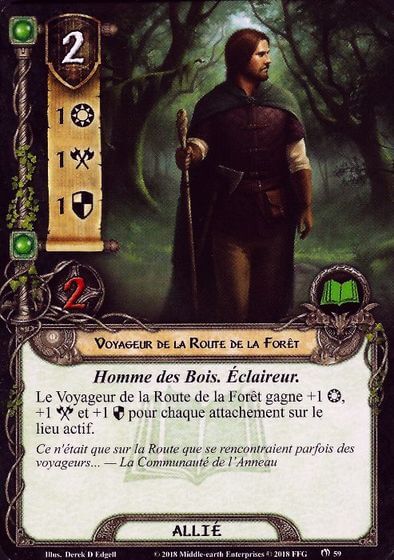 2
1
1
1
2
Voyageur de la Route de la Forêt
Homme des Bois. Éclaireur.
Le Voyageur de la Route de la Forêt gagne +1 , 
+1 et +1 pour chaque attachement sur le
lieu actif.
Ce n'était que sur la Route que se rencontraient parfois des
voyageurs... — La Communauté de l'Anneau
ALLIÉ
Illus. Derek D Edgell © 2018 Middle-earth Enterprises © 2018 FFG 59